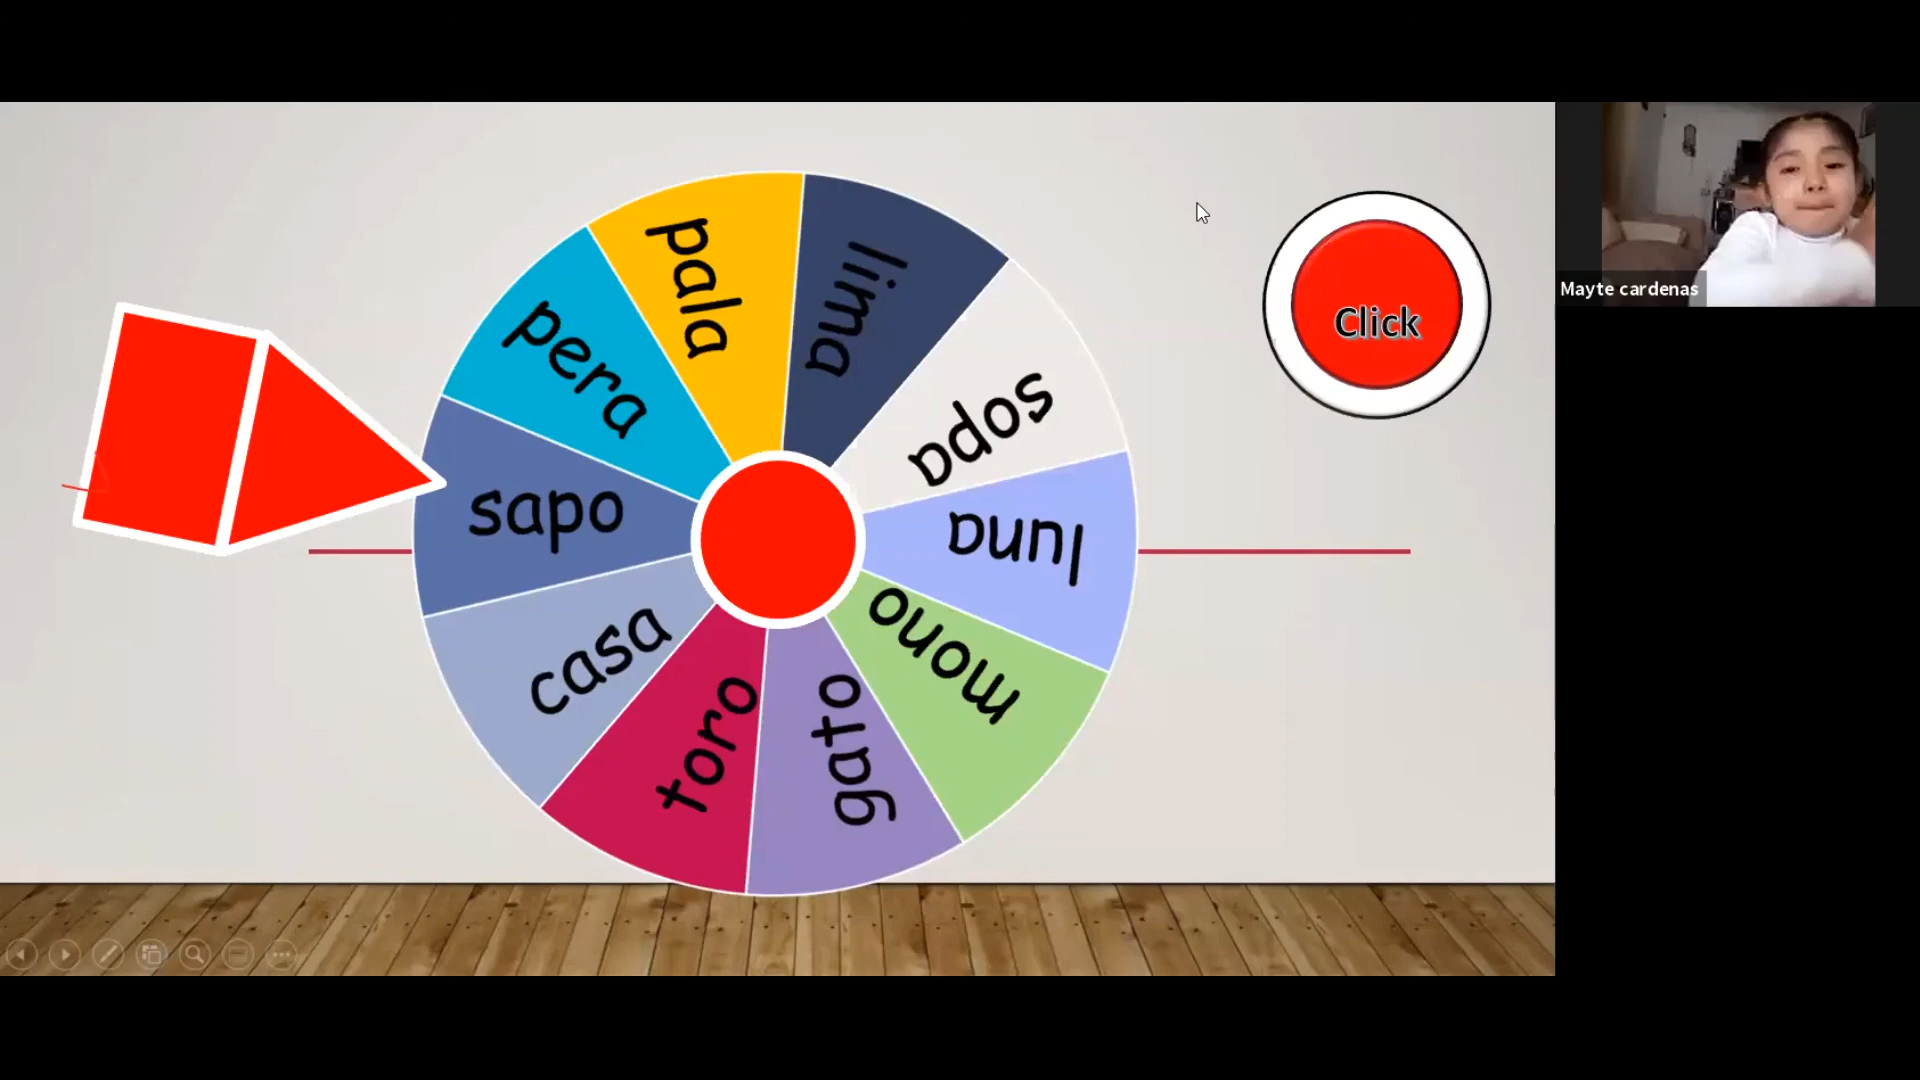 pala
lima
sopa
luna
mono
gato
toro
casa
sapo
pera
Click
Mayte cardenas